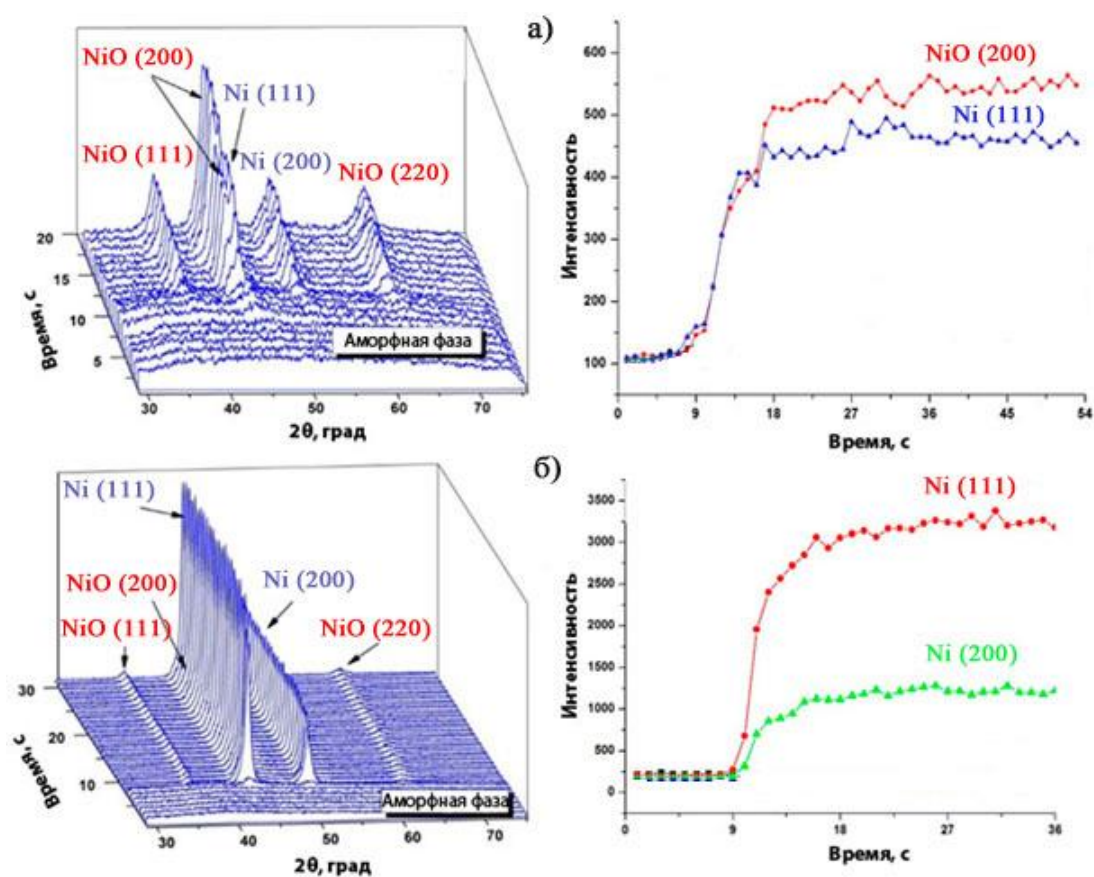 а)
NiO (200)
Ni (111)
NiO (111)
Ni (200)
NiO (220)
20
15
10
5
Время, с
Аморфная фаза
30
40
50
60
70
2θ, град
600
500
400
300
200
100
Интенсивность
NiO (200)
Ni (111)
0
9
18
27
36
45
54
Время, с
б)
Ni (111)
NiO (200)
Ni (200)
NiO (111)
NiO (220)
30
20
10
Время, с
Аморфная фаза
30
40
50
60
70
2θ, град
3500
3000
2500
2000
1500
1000
500
0
Интенсивность
Ni (111)
Ni (200)
0
9
18
27
36
Время, с